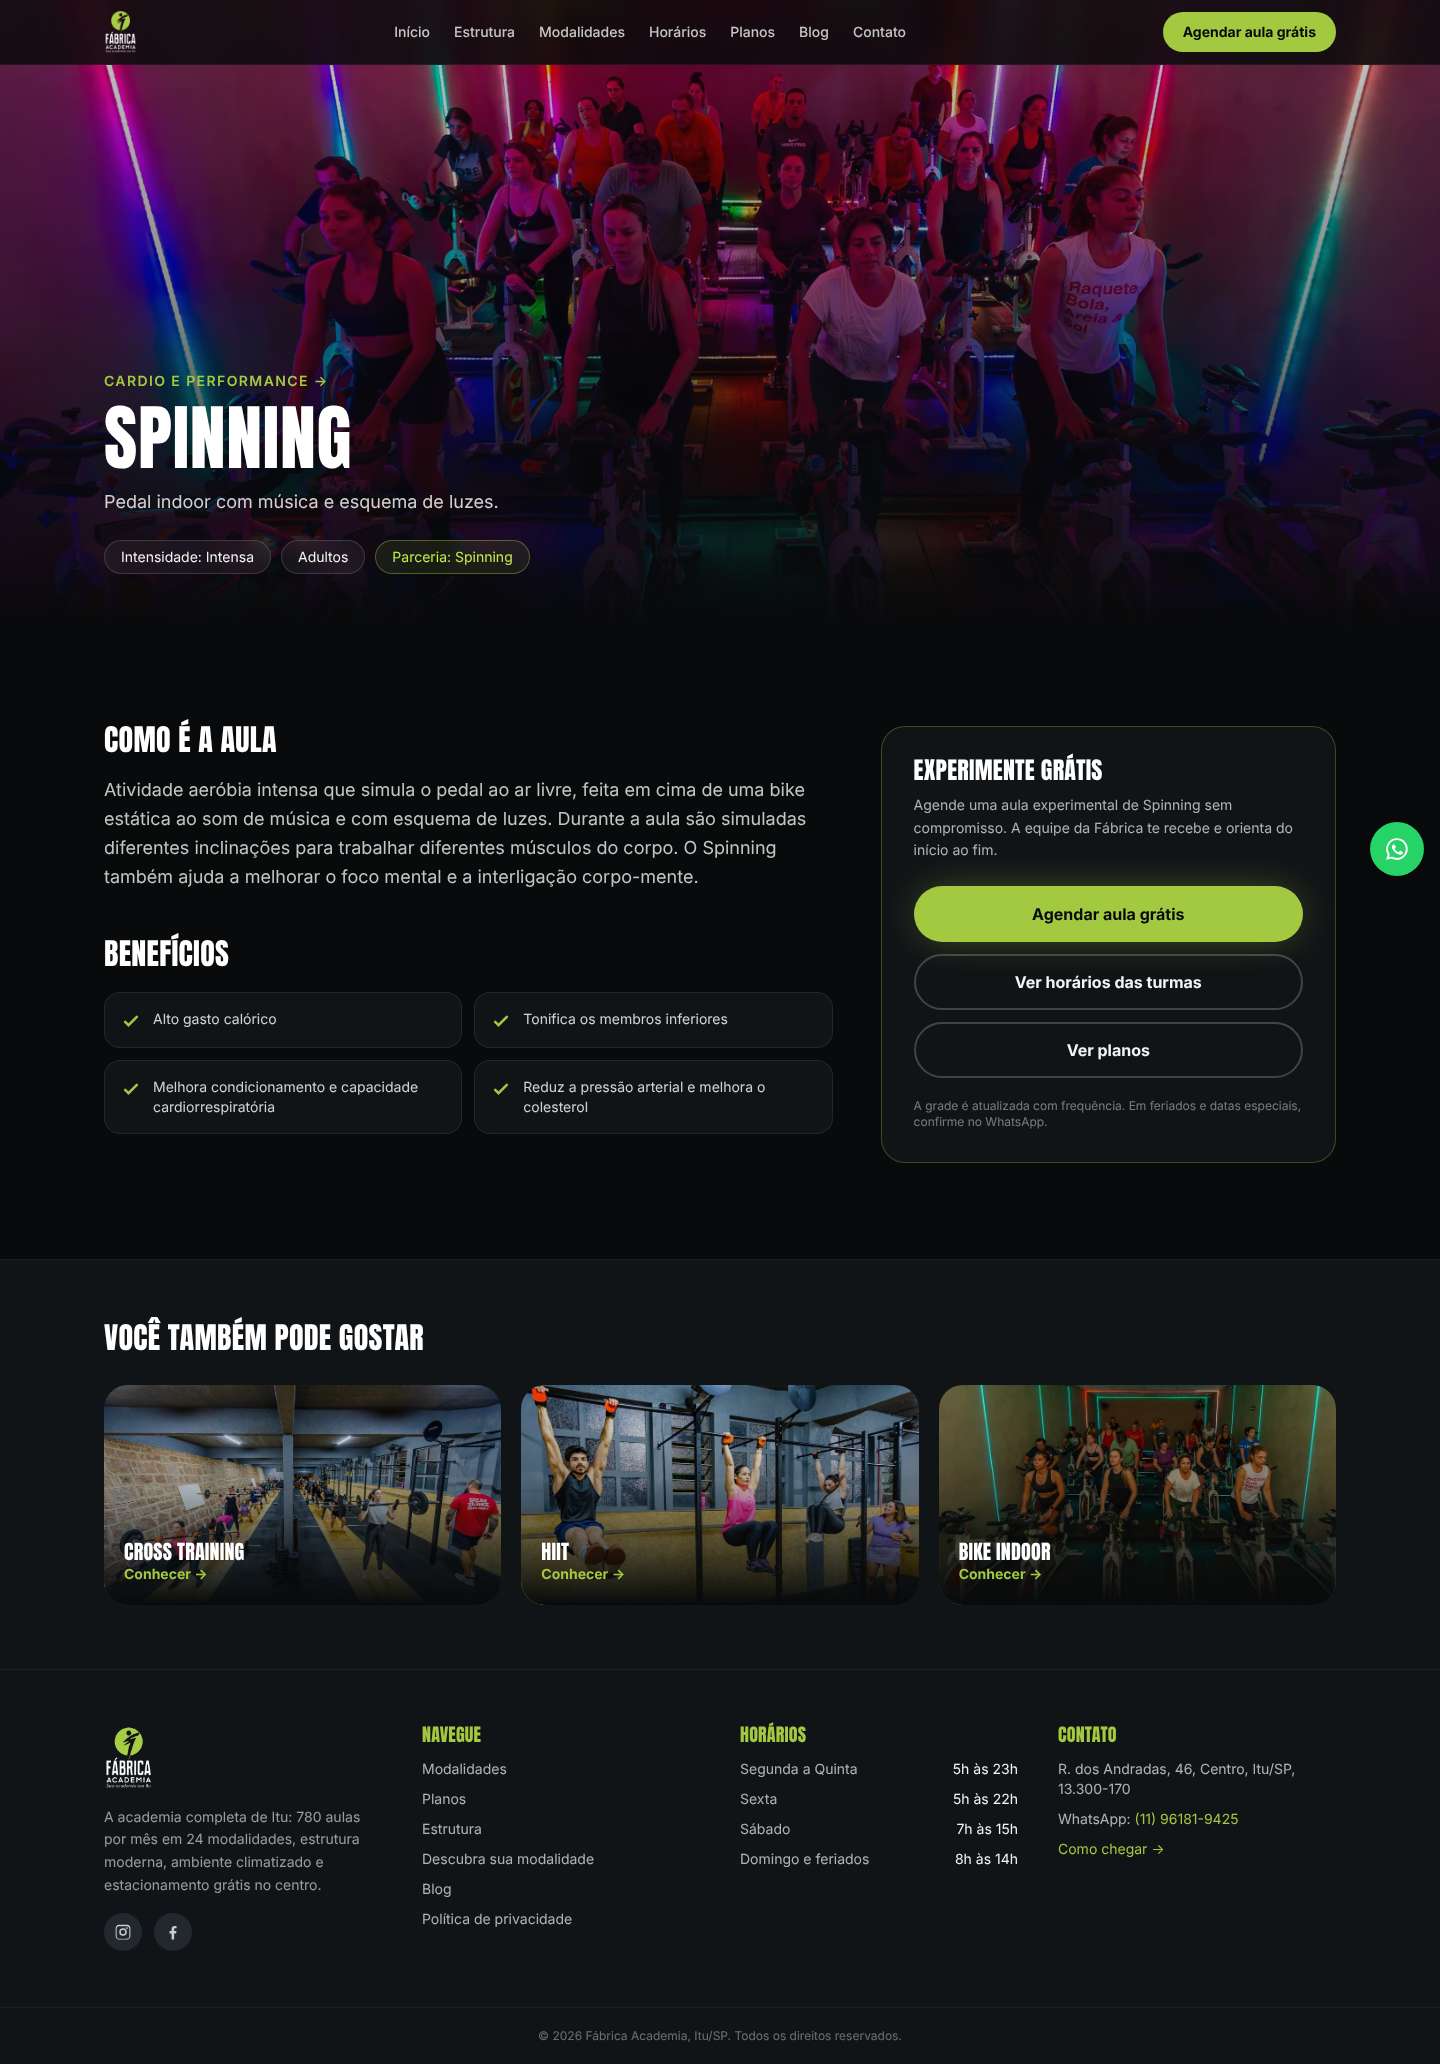 FÁBRICA
ACADEMIA
Início
Estrutura
Modalidades
Horários
Planos
Blog
Contato
Agendar aula grátis
Raquete
Bola,
Areia
Sol
CARDIO E PERFORMANCE →
SPINNING
Pedal indoor com música e esquema de luzes.
Intensidade: Intensa
Adultos
Parceria: Spinning
COMO É A AULA
Atividade aeróbia intensa que simula o pedal ao ar livre, feita em cima de uma bike
estática ao som de música e com esquema de luzes. Durante a aula são simuladas
diferentes inclinações para trabalhar diferentes músculos do corpo. O Spinning
também ajuda a melhorar o foco mental e a interligação corpo-mente.
BENEFÍCIOS
Alto gasto calórico
Tonifica os membros inferiores
Melhora condicionamento e capacidade
cardiorrespiratória
Reduz a pressão arterial e melhora o
colesterol
EXPERIMENTE GRÁTIS
Agende uma aula experimental de Spinning sem
compromisso. A equipe da Fábrica te recebe e orienta do
início ao fim.
Agendar aula grátis
Ver horários das turmas
Ver planos
A grade é atualizada com frequência. Em feriados e datas especiais,
confirme no WhatsApp.
VOCÊ TAMBÉM PODE GOSTAR
CROSS TRAINING
Conhecer →
HIIT
Conhecer →
BIKE INDOOR
Conhecer →
FÁBRICA
ACADEMIA
A academia completa de Itu: 780 aulas
por mês em 24 modalidades, estrutura
moderna, ambiente climatizado e
estacionamento grátis no centro.
NAVEGUE
Modalidades
Planos
Estrutura
Descubra sua modalidade
Blog
Política de privacidade
HORÁRIOS
Segunda a Quinta 5h às 23h
Sexta 5h às 22h
Sábado 7h às 15h
Domingo e feriados 8h às 14h
CONTATO
R. dos Andradas, 46, Centro, Itu/SP,
13.300-170
WhatsApp: (11) 96181-9425
Como chegar →
© 2026 Fábrica Academia, Itu/SP. Todos os direitos reservados.